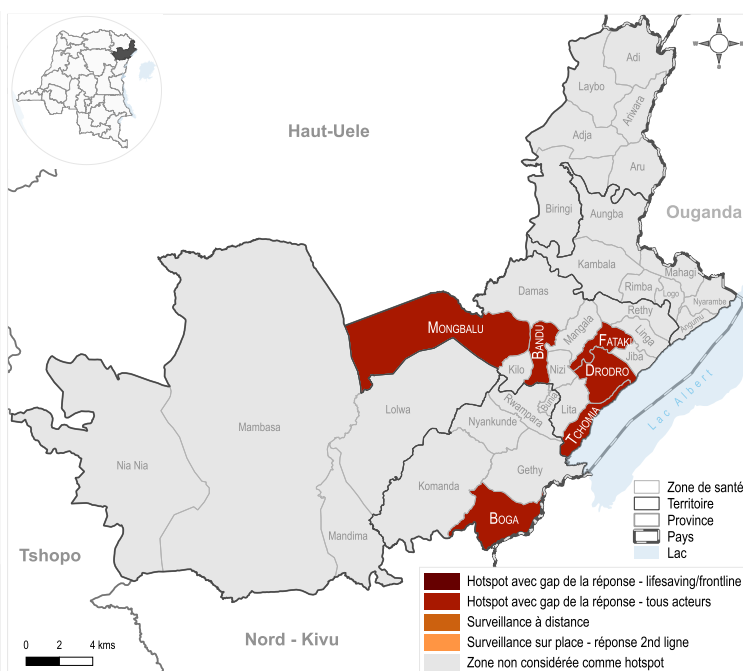 Adi
Laybo
Ariwara
Haut-Uele
Adja
Aru
Biringi
Aungba
Ouganda
Kambala
Mahagi
Damas
Rimba
Logo
Nyarambe
Rethy
Angumu
Mangala
Linga
MONGBALU
BANDU
FATAKI
Jiba
Kilo
Nizi
DRODRO
Lac Albert
Lolwa
Rwampara
Bunia
Lita
TCHOMIA
Mambasa
Nyankunde
Nia Nia
Gethy
Komanda
BOGA
Mandima
Tshopo
Nord - Kivu
0 2 4 kms
Zone de santé
Territoire
Province
Pays
Lac
Hotspot avec gap de la réponse - lifesaving/frontline
Hotspot avec gap de la réponse - tous acteurs
Surveillance à distance
Surveillance sur place - réponse 2nd ligne
Zone non considérée comme hotspot